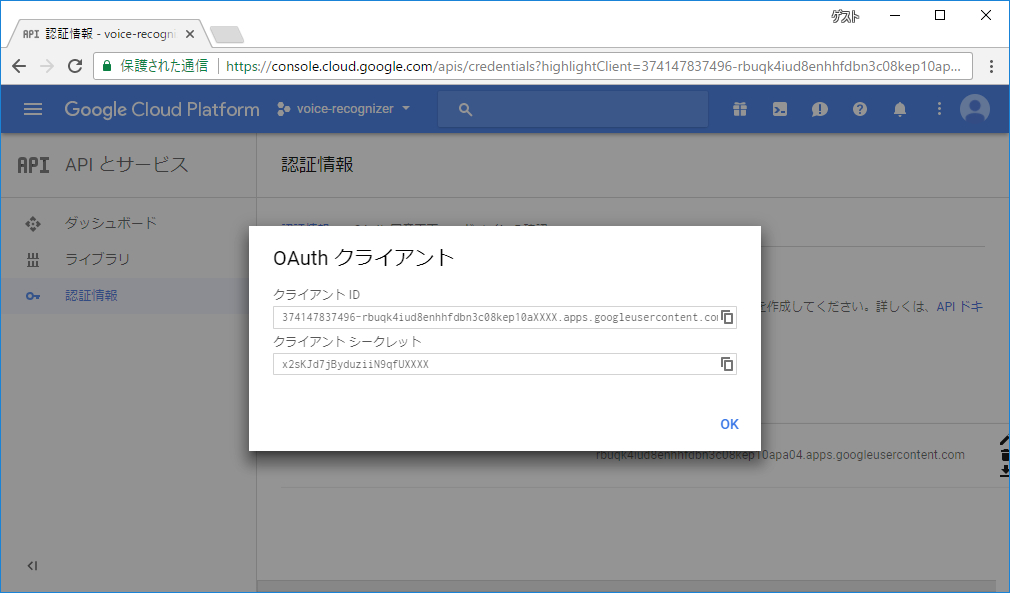 ゲスト
API 認証情報 - voice-recogni
保護された通信 https://console.cloud.google.com/apis/credentials?highlightClient=374147837496-rbuqk4iud8enhhfdbn3c08kep10ap...
Google Cloud Platform voice-recognizer
API API とサービス
認証情報
ダッシュボード
ライブラリ
認証情報
OAuth クライアント
クライアント ID
374147837496-rbuqk4iud8enhhfdbn3c08kep10aXXXX.apps.googleusercontent.co
を作成してください。詳しくは、API ドキ
クライアント シークレット
x2sKJd7jByduziiN9qfUXXXX
OK
rbuqk4iud8enhhfdbn3c08kep10apa04.apps.googleusercontent.com